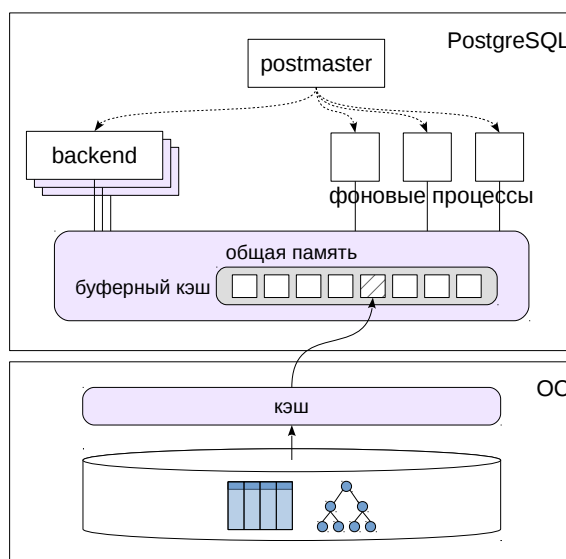 PostgreSQL
postmaster
backend
фоновые процессы
общая память
буферный кэш
ОС
кэш